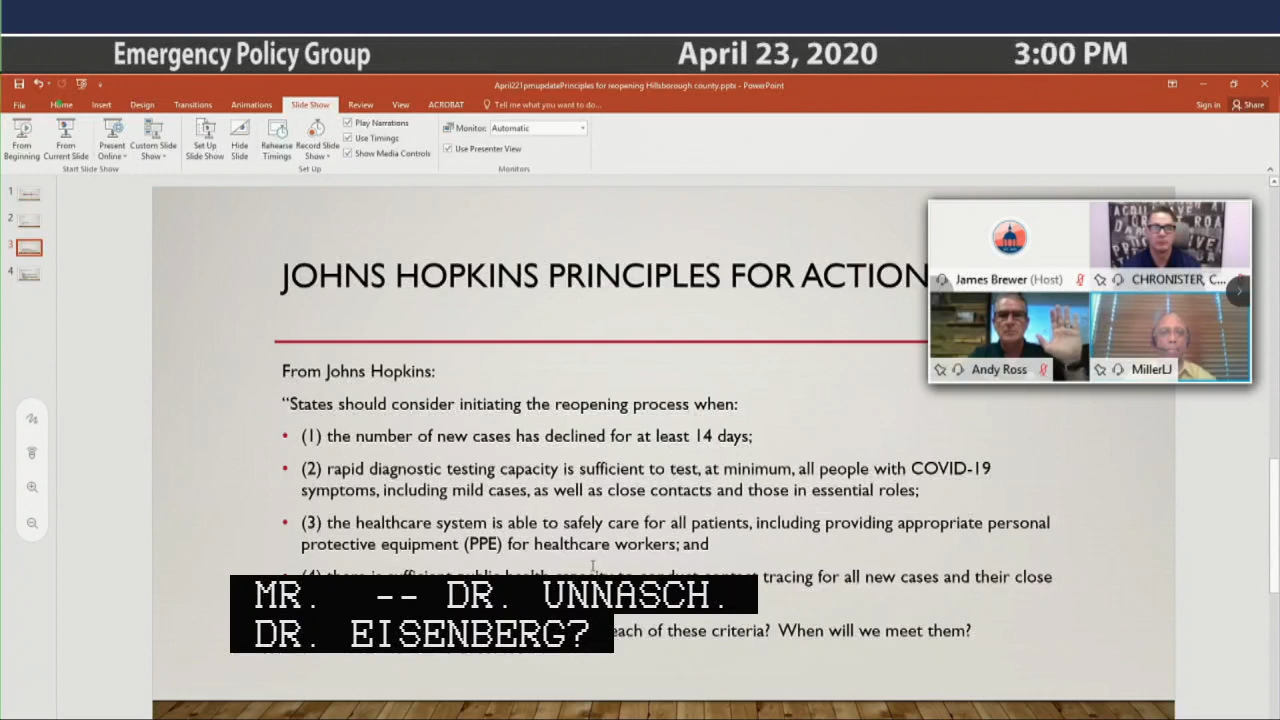 Emergency Policy Group April 23, 2020 3:00 PM
April221pmupdatePrinciples for reopening Hillsborough county.pptx - PowerPoint
File Home Insert Design Transitions Animations Slide Show Review View ACROBAT Tell me what you want to do... Sign in Share
From Beginning
From Current Slide
Present Online
Custom Slide Show
Start Slide Show
Set Up Slide Show
Hide Slide
Rehearse Timings
Record Slide Show
Play Narrations
Use Timings
Show Media Controls
Set Up
Monitor: Automatic
Use Presenter View
Monitors
1
2
3
4
JOHNS HOPKINS PRINCIPLES FOR ACTION
James Brewer (Host)
CHRONISTER, C...
Andy Ross
MillerLJ
From Johns Hopkins:
“States should consider initiating the reopening process when:
• (1) the number of new cases has declined for at least 14 days;
• (2) rapid diagnostic testing capacity is sufficient to test, at minimum, all people with COVID-19
symptoms, including mild cases, as well as close contacts and those in essential roles;
• (3) the healthcare system is able to safely care for all patients, including providing appropriate personal
protective equipment (PPE) for healthcare workers; and
tracing for all new cases and their close
each of these criteria? When will we meet them?
MR. -- DR. UNNASCH.
DR. EISENBERG?